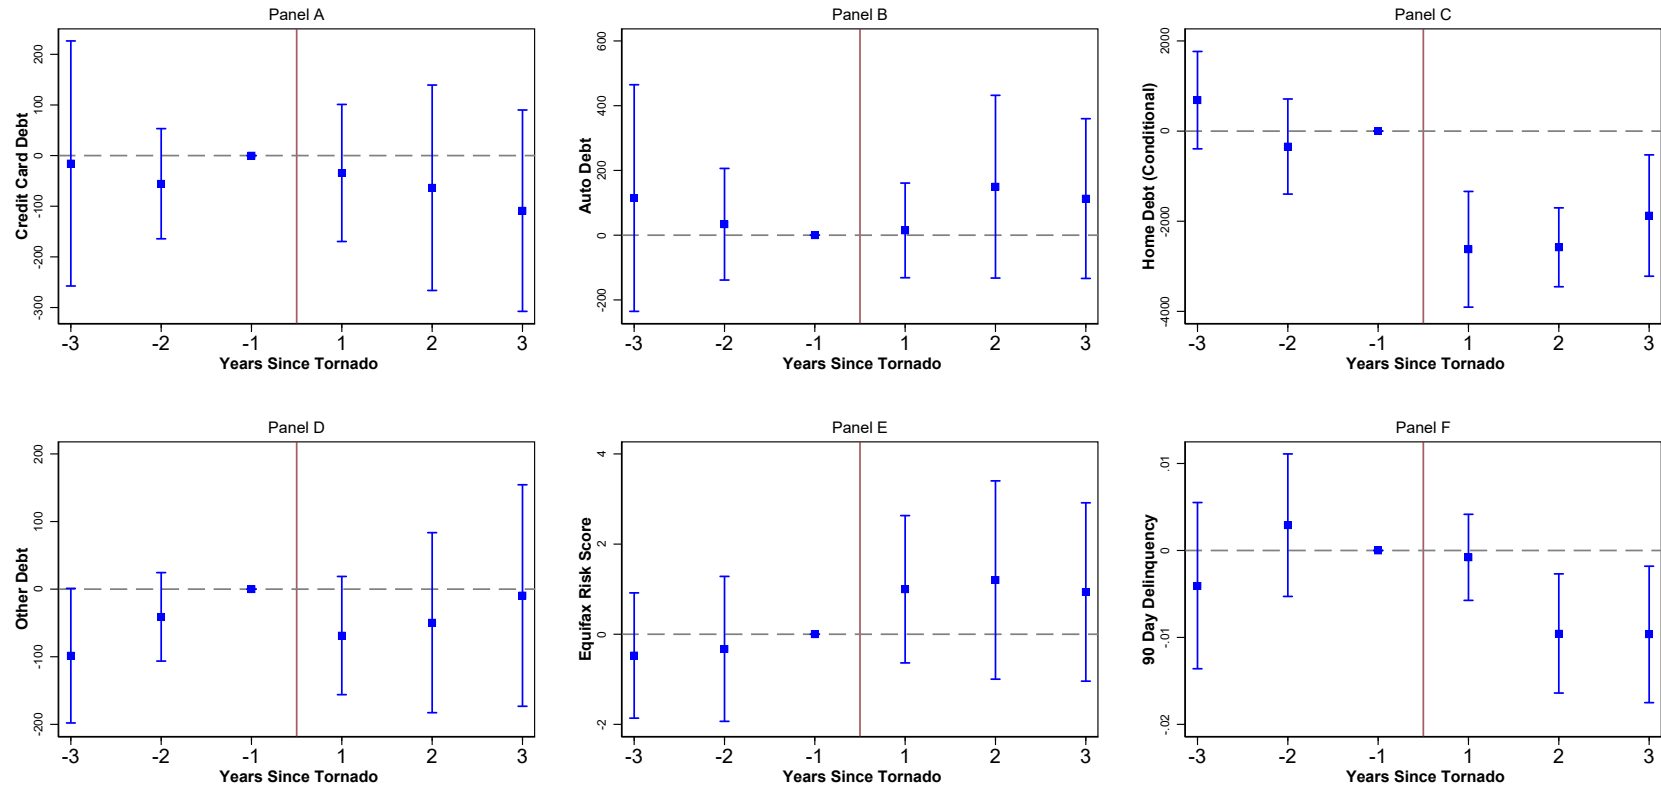 Panel A
Credit Card Debt
200
100
0
-100
-200
-300
-3 -2 -1 1 2 3
Years Since Tornado
Panel B
Auto Debt
600
400
200
0
-200
-3 -2 -1 1 2 3
Years Since Tornado
Panel C
Home Debt (Conditional)
2000
0
-2000
-4000
-3 -2 -1 1 2 3
Years Since Tornado
Panel D
Other Debt
200
100
0
-100
-200
-3 -2 -1 1 2 3
Years Since Tornado
Panel E
Equifax Risk Score
4
2
0
-2
-3 -2 -1 1 2 3
Years Since Tornado
Panel F
90 Day Delinquency
.01
0
-.01
-.02
-3 -2 -1 1 2 3
Years Since Tornado